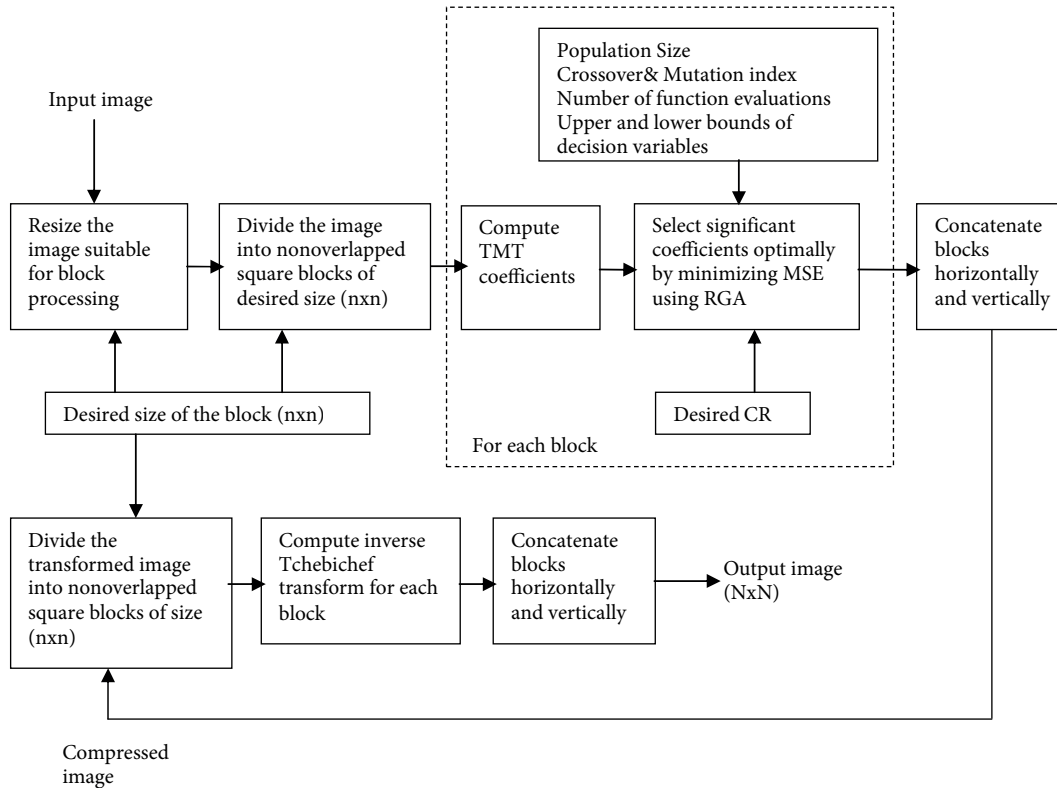 Population Size
Crossover& Mutation index
Number of function evaluations
Upper and lower bounds of
decision variables
Input image
Resize the
image suitable
for block
processing
Divide the image
into nonoverlapped
square blocks of
desired size (nxn)
Compute
TMT
coefficients
Select significant
coefficients optimally
by minimizing MSE
using RGA
Concatenate
blocks
horizontally
and vertically
Desired size of the block (nxn)
Desired CR
For each block
Divide the
transformed image
into nonoverlapped
square blocks of size
(nxn)
Compute inverse
Tchebichef
transform for each
block
Concatenate
blocks
horizontally
and vertically
Output image
(NxN)
Compressed
image